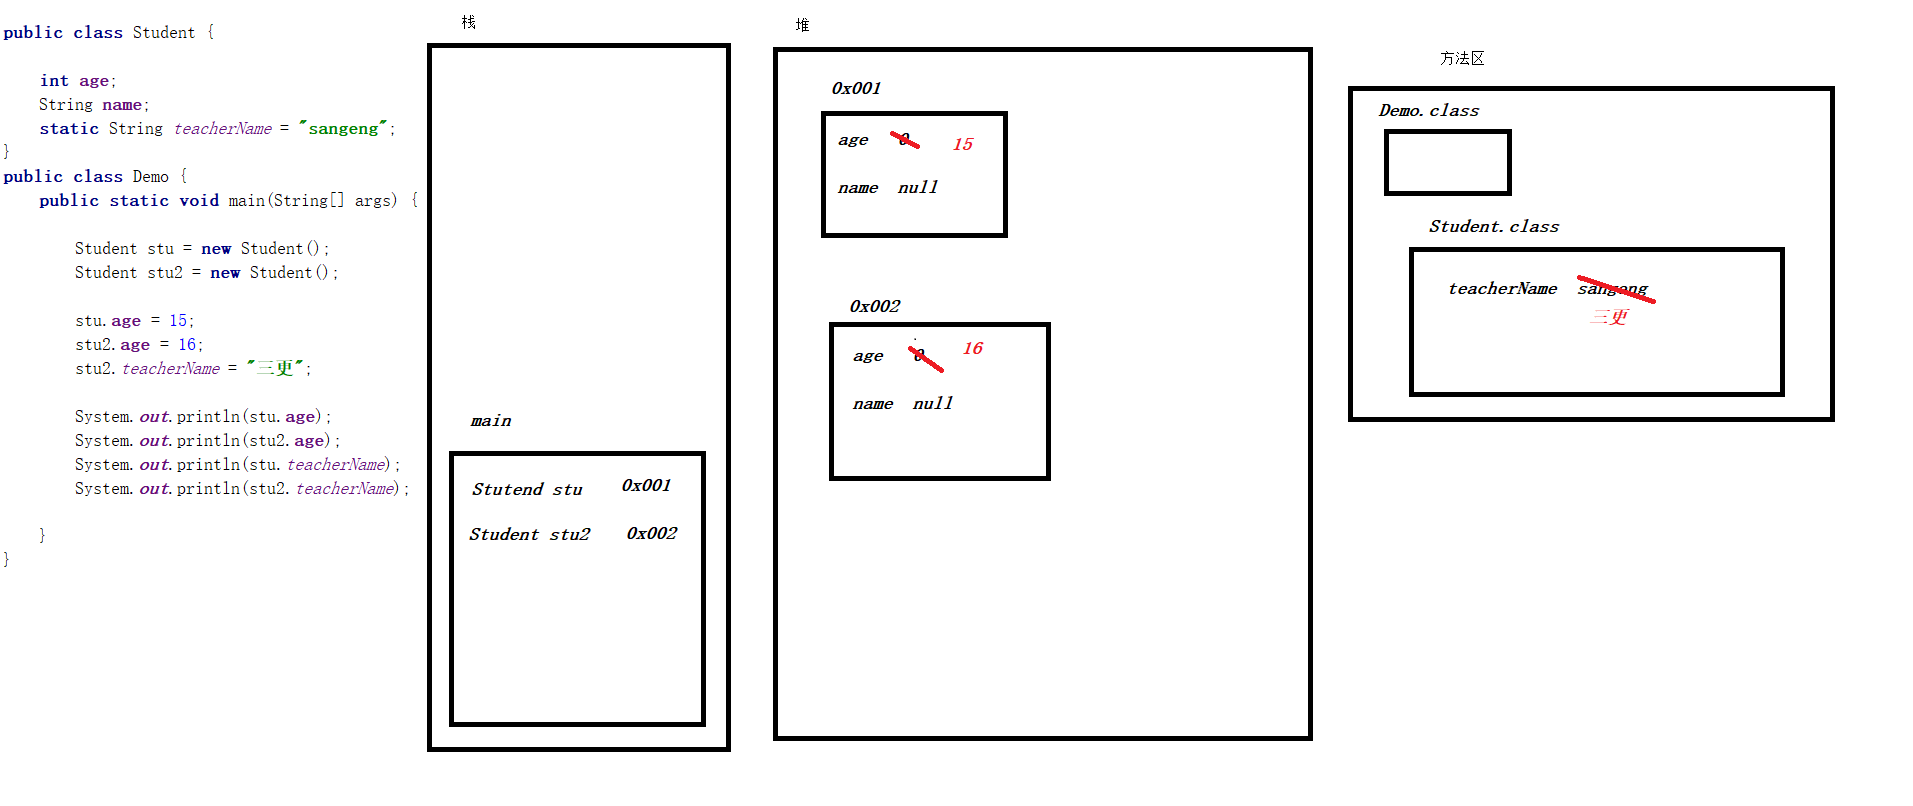 public class Student {
int age;
String name;
static String teacherName = "sangeng";
}
public class Demo {
public static void main(String[] args) {
Student stu = new Student();
Student stu2 = new Student();
stu.age = 15;
stu2.age = 16;
stu2.teacherName = "三更";
System.out.println(stu.age);
System.out.println(stu2.age);
System.out.println(stu.teacherName);
System.out.println(stu2.teacherName);
}
}
栈
main
Stutend stu 0x001
Student stu2 0x002
堆
0x001
age 0 15
name null
0x002
age 0 16
name null
方法区
Demo.class
Student.class
teacherName sangeng
三更